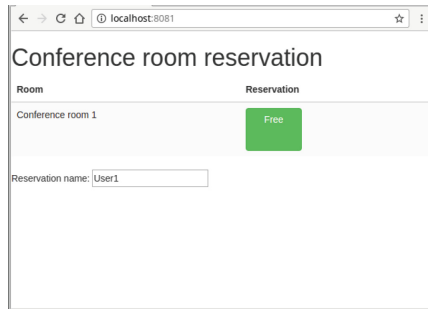 localhost:8081
Conference room reservation
Room Reservation
Conference room 1 Free
Reservation name: User1